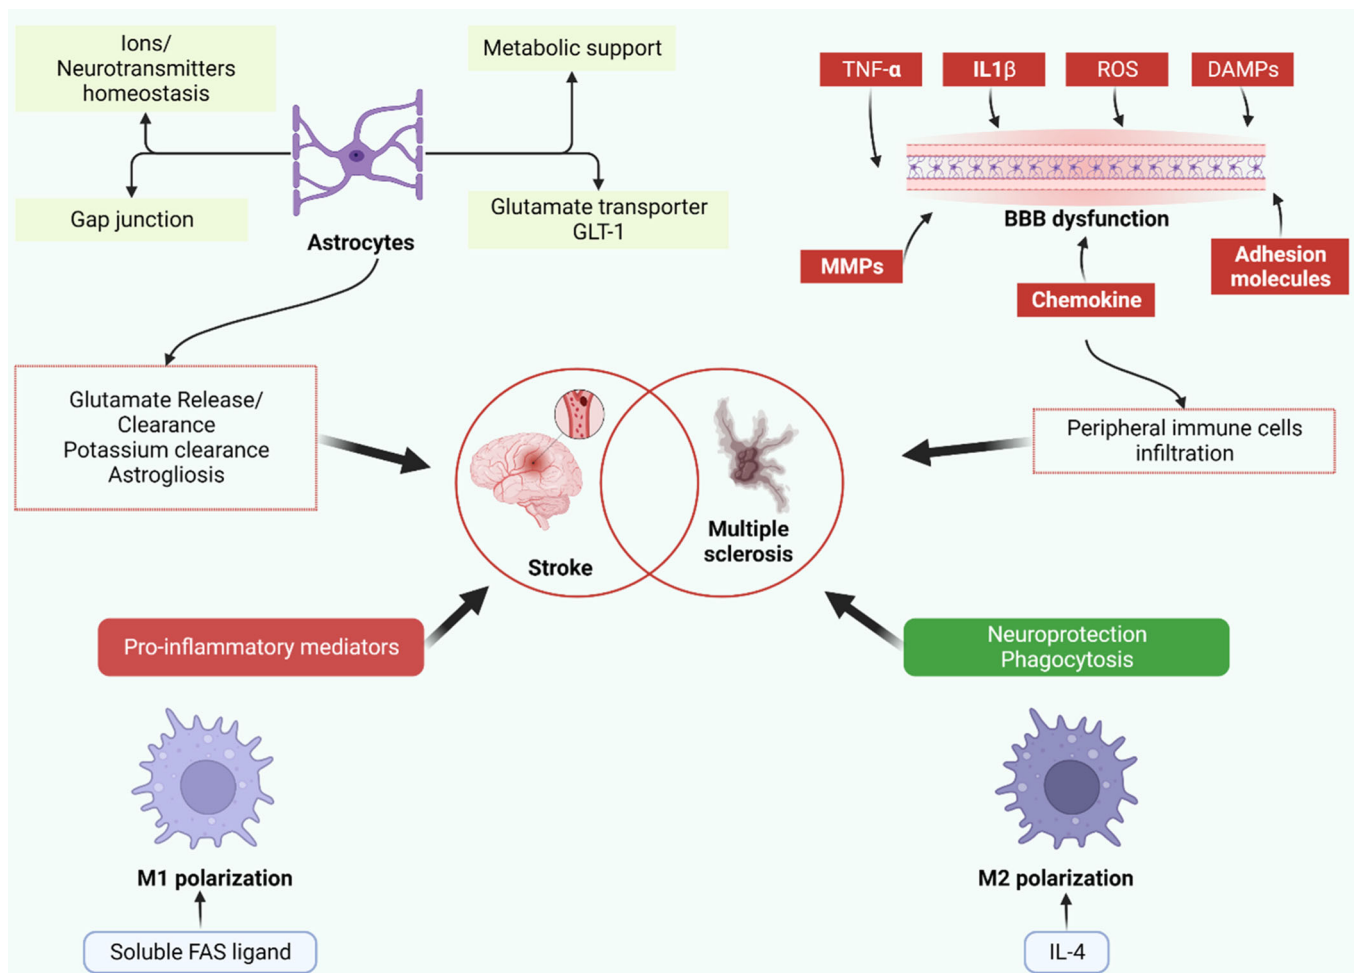 Ions/
Neurotransmitters
homeostasis
Metabolic support
Gap junction
Glutamate transporter
GLT-1
Astrocytes
TNF-α
IL1β
ROS
DAMPs
BBB dysfunction
MMPs
Adhesion
molecules
Chemokine
Glutamate Release/
Clearance
Potassium clearance
Astrogliosis
Peripheral immune cells
infiltration
Stroke
Multiple
sclerosis
Pro-inflammatory mediators
Neuroprotection
Phagocytosis
M1 polarization
M2 polarization
Soluble FAS ligand
IL-4